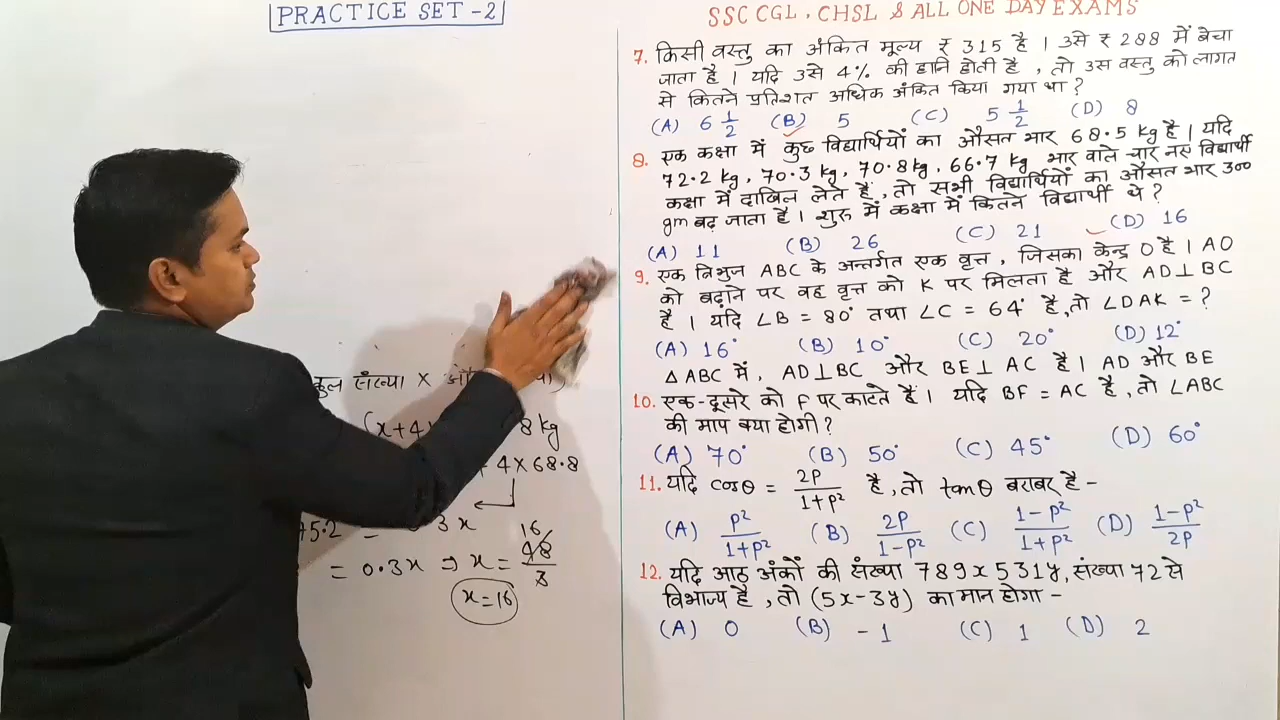 PRACTICE SET -2
SSC CGL, CHSL & ALL ONE DAY EXAMS
7. किसी वस्तु का अंकित मूल्य ₹ 315 है । उसे ₹ 288 में बेचा
जाता है । यदि उसे 4% की हानि होती है , तो उस वस्तु को लागत
से कितने प्रतिशत अधिक अंकित किया गया था ?
(A) 6 1/2 (B) 5 (C) 5 1/2 (D) 8
8. एक कक्षा में कुछ विद्यार्थियों का औसत भार 68.5 Kg है । यदि
72.2 kg , 70.3 kg , 70.8 kg , 66.7 kg भार वाले चार नए विद्यार्थी
कक्षा में दाखिल लेते हैं , तो सभी विद्यार्थियों का औसत भार 300
gm बढ़ जाता है । शुरु में कक्षा में कितने विद्यार्थी थे ?
(A) 11 (B) 26 (C) 21 (D) 16
9. एक त्रिभुज ABC के अन्तर्गत एक वृत्त , जिसका केन्द्र O है । AO
को बढ़ाने पर वह वृत्त को K पर मिलता है और AD⊥BC
है । यदि ∠B = 80° तथा ∠C = 64° है , तो ∠DAK = ?
(A) 16° (B) 10° (C) 20° (D) 12°
10. ΔABC में , AD⊥BC और BE⊥AC है । AD और BE
एक-दूसरे को F पर काटते हैं । यदि BF = AC है , तो ∠ABC
की माप क्या होगी ?
(A) 70° (B) 50° (C) 45° (D) 60°
11. यदि cosθ = 2P/1+P² है , तो tanθ बराबर है -
(A) P²/1+P² (B) 2P/1-P² (C) 1-P²/1+P² (D) 1-P²/2P
12. यदि आठ अंकों की संख्या 789x531y, संख्या 72 से
विभाज्य है , तो (5x-3y) का मान होगा -
(A) 0 (B) -1 (C) 1 (D) 2
कुल संख्या ×
(x+4) 8 kg
4×68.8
75.2 = 3x
= 0.3x ⇒ x = 48/3 16
x=16